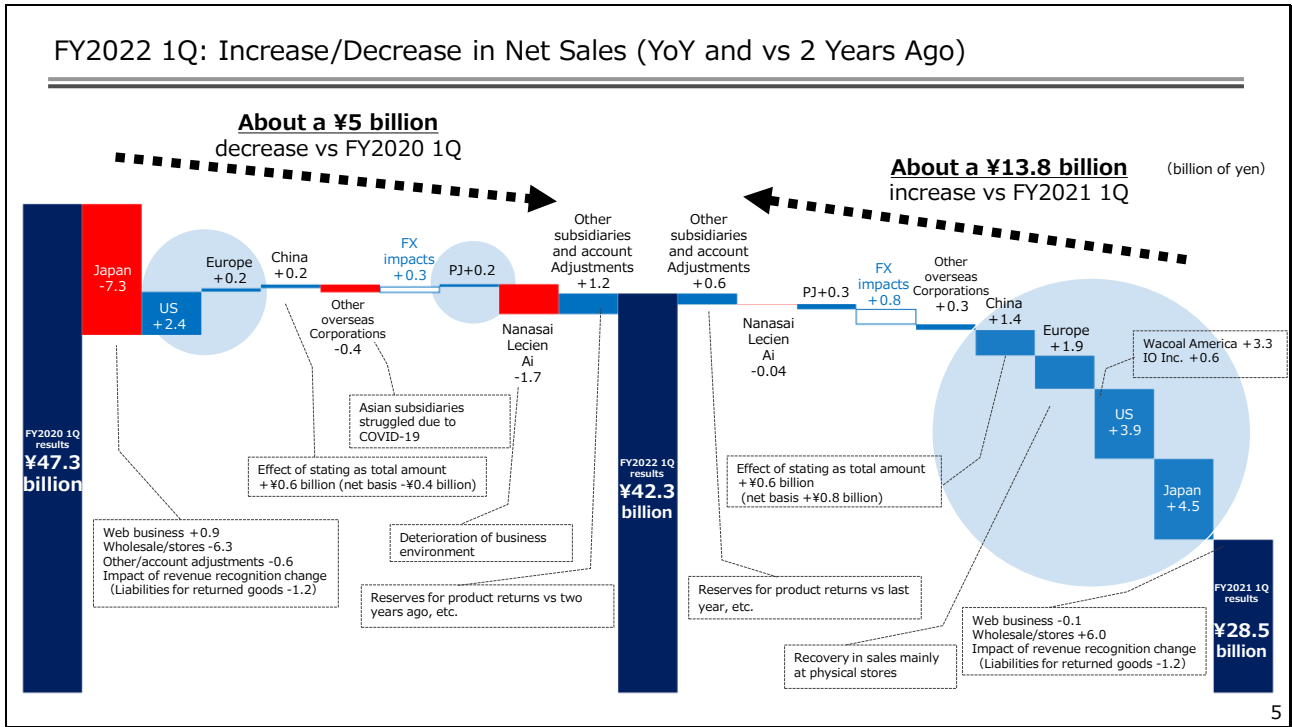 FY2022 1Q: Increase/Decrease in Net Sales (YoY and vs 2 Years Ago)
About a ¥5 billion
decrease vs FY2020 1Q
About a ¥13.8 billion
increase vs FY2021 1Q
（billion of yen）
FY2020 1Q
results
¥47.3
billion
Japan
-7.3
US
+2.4
Europe
+0.2
China
+0.2
Other
overseas
Corporations
-0.4
FX
impacts
+0.3
PJ+0.2
Nanasai
Lecien
Ai
-1.7
Other
subsidiaries
and account
Adjustments
+1.2
FY2022 1Q
results
¥42.3
billion
Other
subsidiaries
and account
Adjustments
+0.6
Nanasai
Lecien
Ai
-0.04
PJ+0.3
FX
impacts
+0.8
Other
overseas
Corporations
+0.3
China
+1.4
Europe
+1.9
US
+3.9
Japan
+4.5
FY2021 1Q
results
¥28.5
billion
Web business +0.9
Wholesale/stores -6.3
Other/account adjustments -0.6
Impact of revenue recognition change
（Liabilities for returned goods -1.2）
Effect of stating as total amount
+¥0.6 billion (net basis -¥0.4 billion)
Asian subsidiaries
struggled due to
COVID-19
Deterioration of business
environment
Reserves for product returns vs two
years ago, etc.
Reserves for product returns vs last
year, etc.
Effect of stating as total amount
+¥0.6 billion
(net basis +¥0.8 billion)
Recovery in sales mainly
at physical stores
Wacoal America +3.3
IO Inc. +0.6
Web business -0.1
Wholesale/stores +6.0
Impact of revenue recognition change
（Liabilities for returned goods -1.2）
5